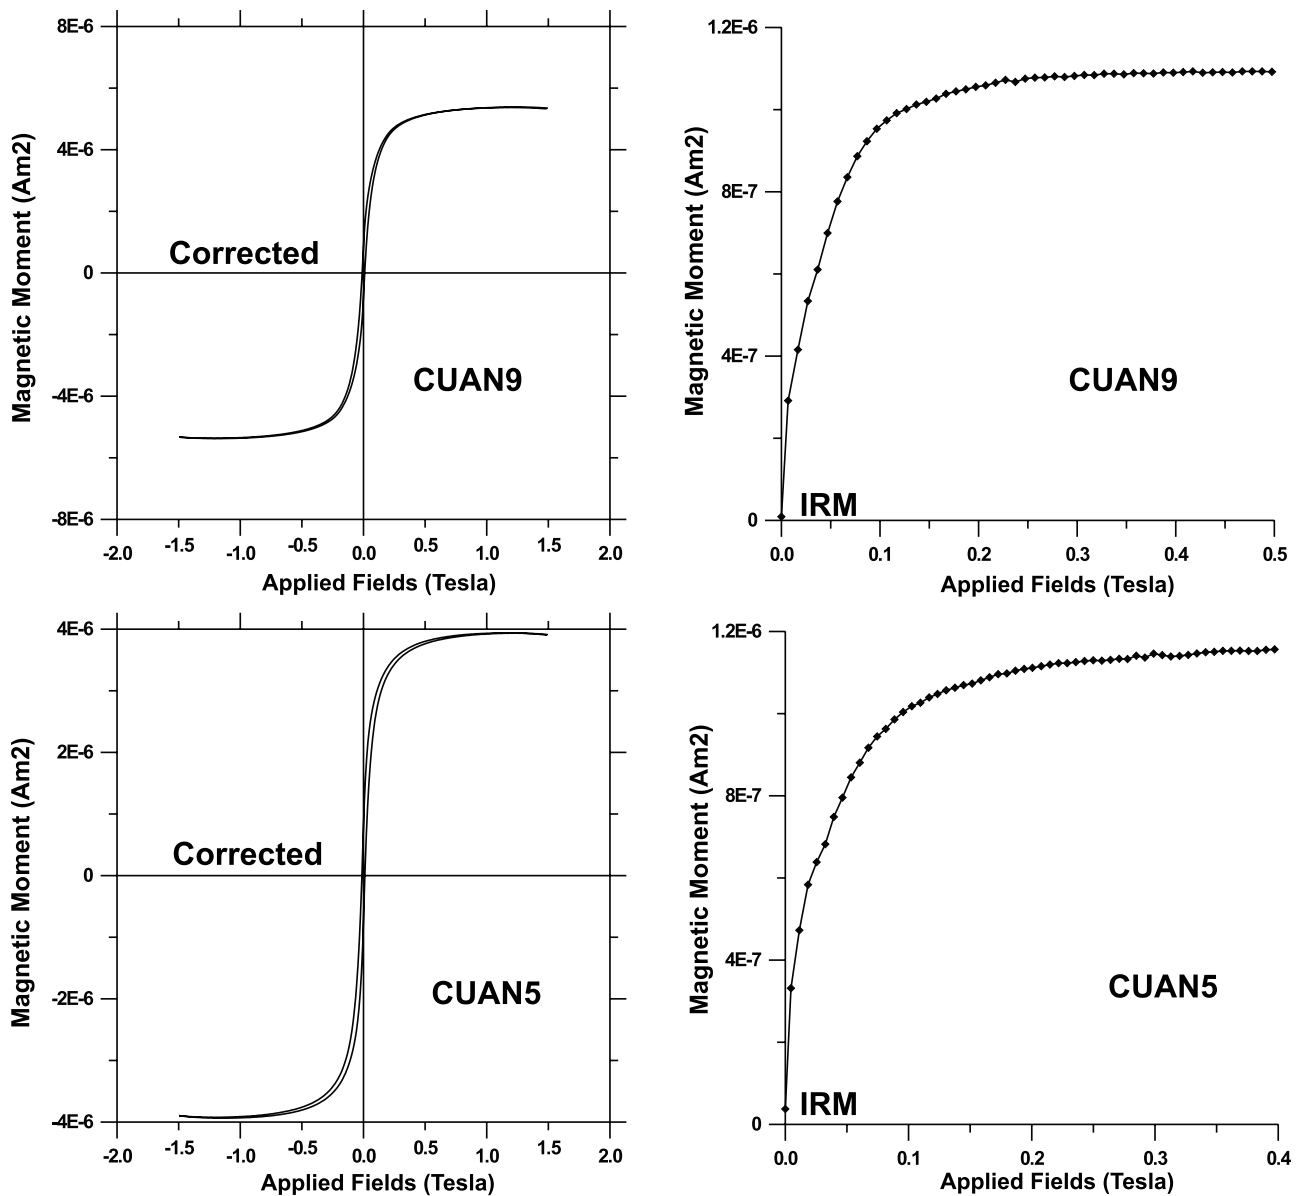 8E-6
4E-6
0
-4E-6
-8E-6
Magnetic Moment (Am2)
Corrected
CUAN9
-2.0 -1.5 -1.0 -0.5 0.0 0.5 1.0 1.5 2.0
Applied Fields (Tesla)
1.2E-6
8E-7
4E-7
0
Magnetic Moment (Am2)
CUAN9
IRM
0.0 0.1 0.2 0.3 0.4 0.5
Applied Fields (Tesla)
4E-6
2E-6
0
-2E-6
-4E-6
Magnetic Moment (Am2)
Corrected
CUAN5
-2.0 -1.5 -1.0 -0.5 0.0 0.5 1.0 1.5 2.0
Applied Fields (Tesla)
1.2E-6
8E-7
4E-7
0
Magnetic Moment (Am2)
CUAN5
IRM
0.0 0.1 0.2 0.3 0.4
Applied Fields (Tesla)